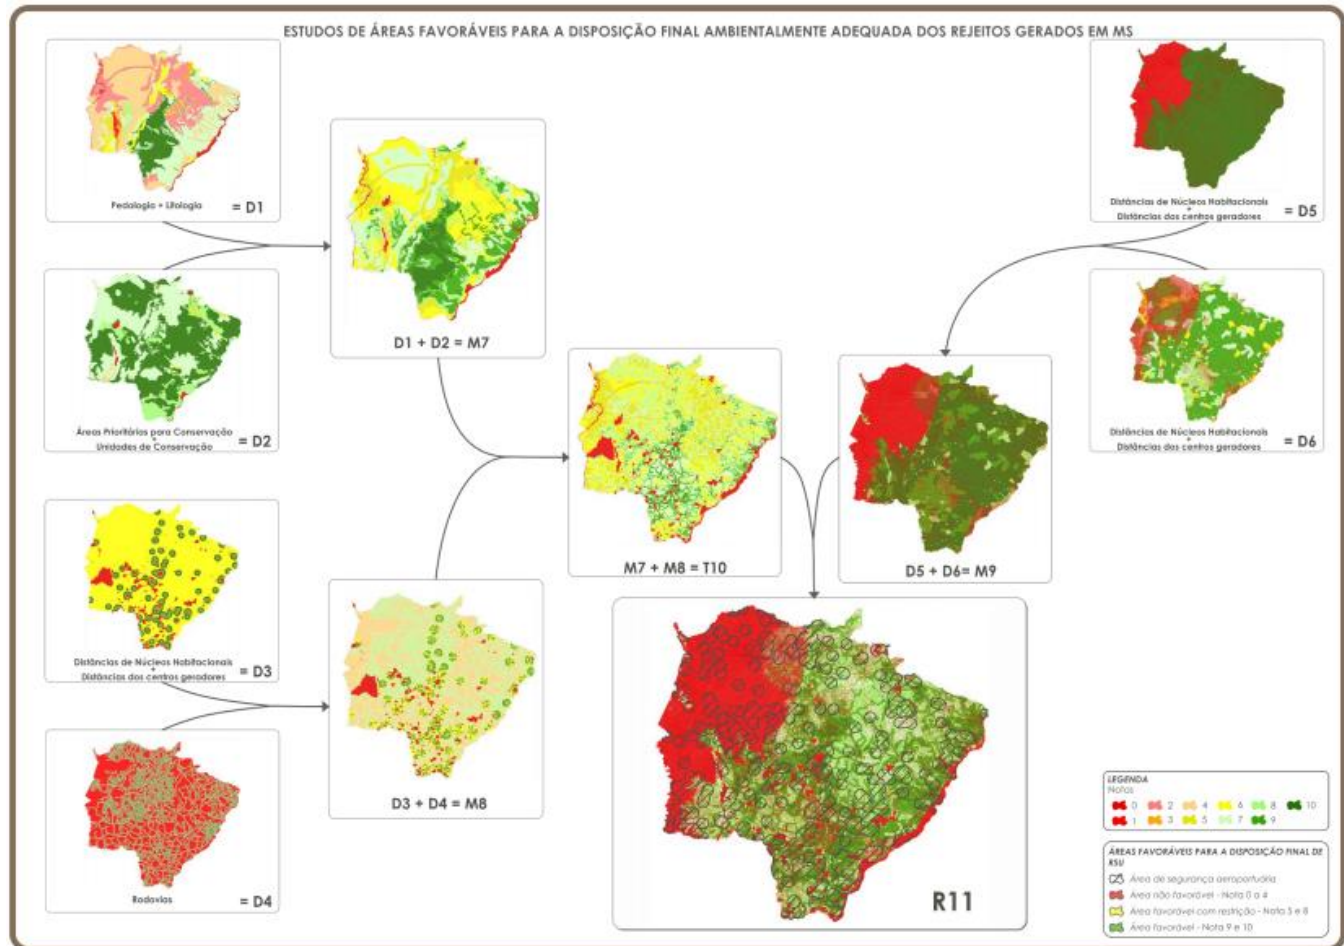 ESTUDOS DE ÁREAS FAVORÁVEIS PARA A DISPOSIÇÃO FINAL AMBIENTALMENTE ADEQUADA DOS REJEITOS GERADOS EM MS
Pedologia + Litologia
= D1
Áreas Prioritárias para Conservação
+
Unidades de Conservação
= D2
Distâncias de Núcleos Habitacionais
+
Distâncias dos centros geradores
= D3
Rodovias
= D4
D1 + D2 = M7
D3 + D4 = M8
M7 + M8 = T10
D5 + D6= M9
Distâncias de Núcleos Habitacionais
+
Distâncias dos centros geradores
= D5
Distâncias de Núcleos Habitacionais
+
Distâncias dos centros geradores
= D6
R11
LEGENDA
Notas
0 2 4 6 8 10
1 3 5 7 9
ÁREAS FAVORÁVEIS PARA A DISPOSIÇÃO FINAL DE
RSU
Área de segurança aeroportuária
Área não favorável - Nota 0 a 4
Área favorável com restrição - Nota 5 e 8
Área favorável - Nota 9 e 10